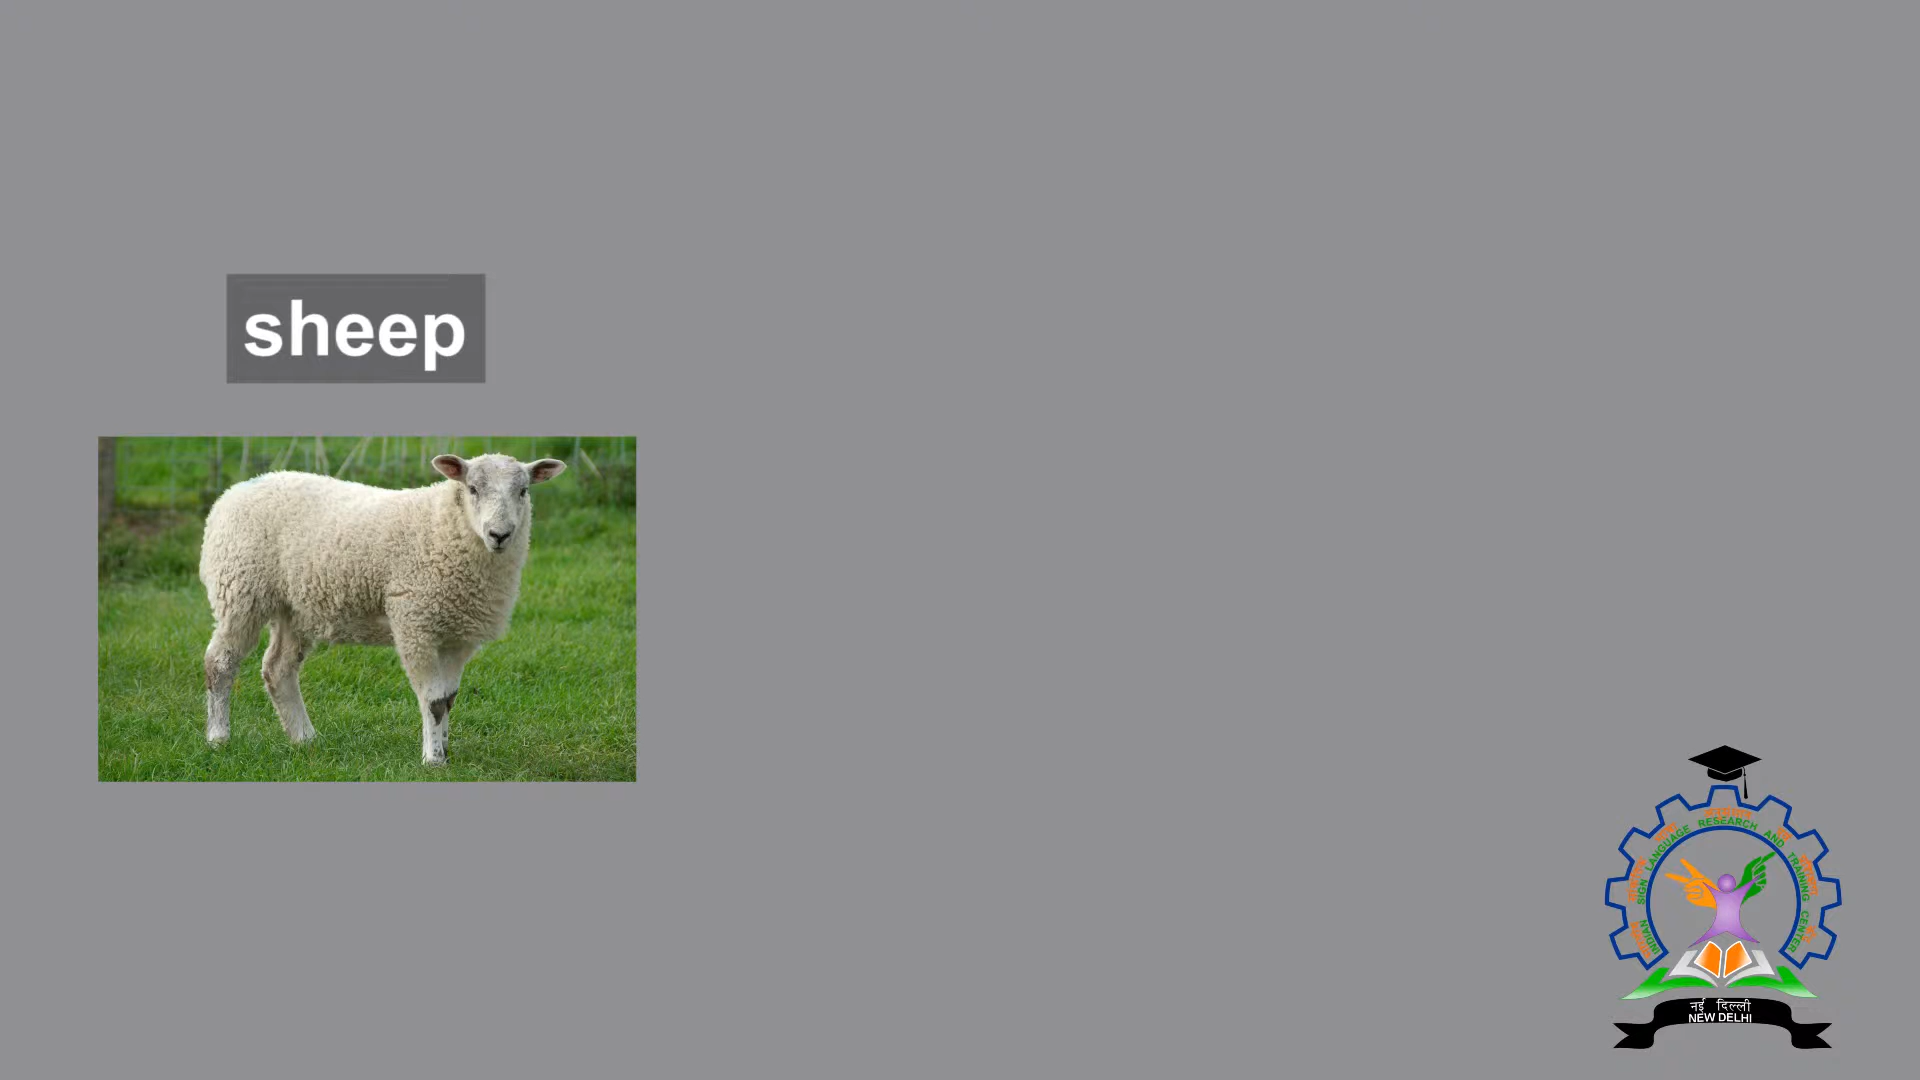 sheep
INDIAN SIGN LANGUAGE RESEARCH AND TRAINING CENTER
नई दिल्ली
NEW DELHI